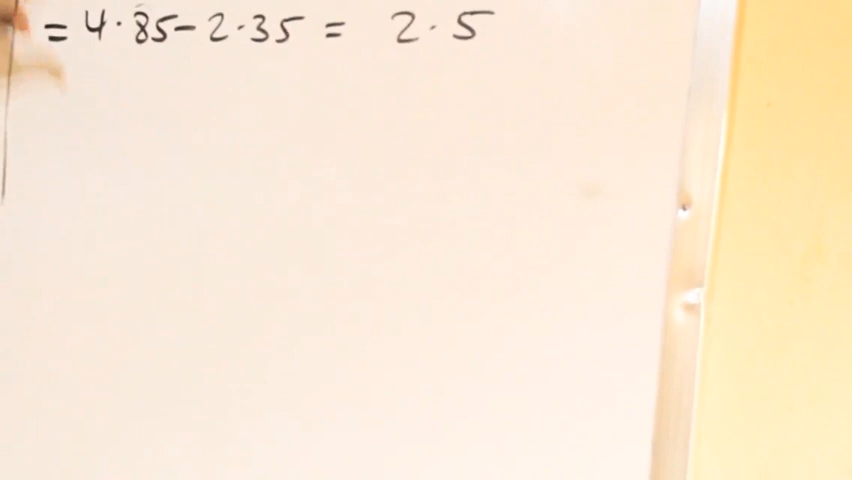 = 4·85-2·35 = 2·5